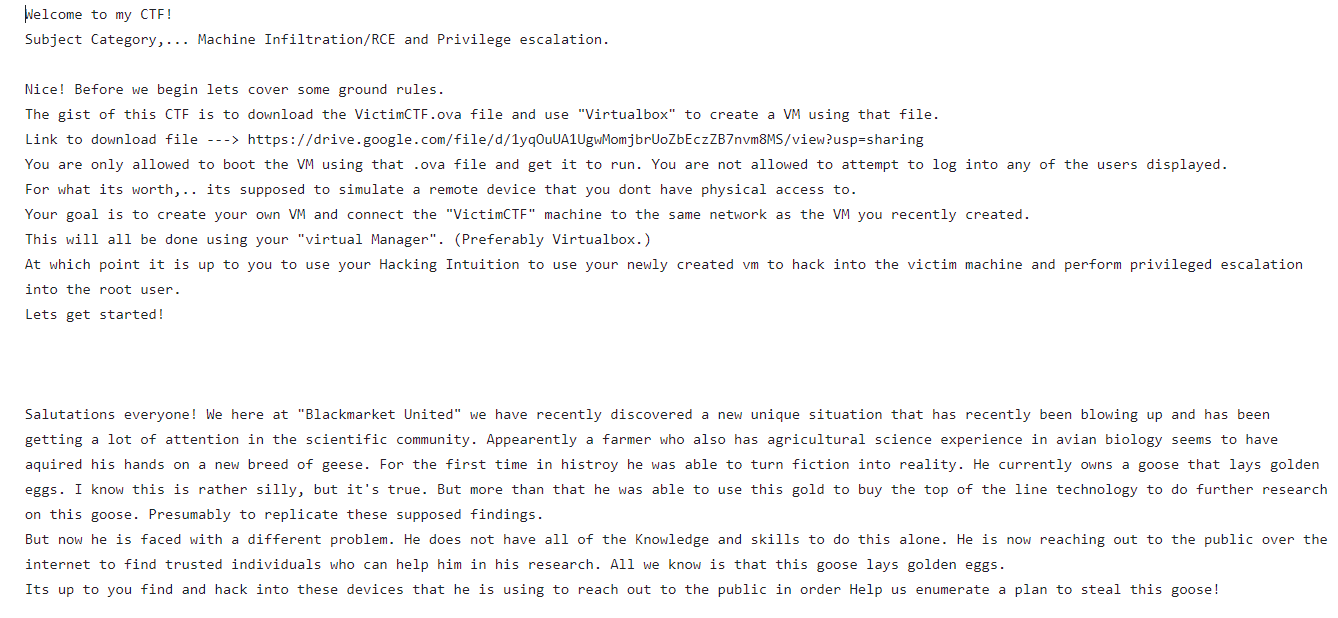 Welcome to my CTF!
Subject Category,... Machine Infiltration/RCE and Privilege escalation.
Nice! Before we begin lets cover some ground rules.
The gist of this CTF is to download the VictimCTF.ova file and use "Virtualbox" to create a VM using that file.
Link to download file ---> https://drive.google.com/file/d/1yqOuUA1UgwMomjbrUoZbEczZB7nvm8MS/view?usp=sharing
You are only allowed to boot the VM using that .ova file and get it to run. You are not allowed to attempt to log into any of the users displayed.
For what its worth,.. its supposed to simulate a remote device that you dont have physical access to.
Your goal is to create your own VM and connect the "VictimCTF" machine to the same network as the VM you recently created.
This will all be done using your "virtual Manager". (Preferably Virtualbox.)
At which point it is up to you to use your Hacking Intuition to use your newly created vm to hack into the victim machine and perform privileged escalation
into the root user.
Lets get started!
Salutations everyone! We here at "Blackmarket United" we have recently discovered a new unique situation that has recently been blowing up and has been
getting a lot of attention in the scientific community. Appearently a farmer who also has agricultural science experience in avian biology seems to have
aquired his hands on a new breed of geese. For the first time in histroy he was able to turn fiction into reality. He currently owns a goose that lays golden
eggs. I know this is rather silly, but it's true. But more than that he was able to use this gold to buy the top of the line technology to do further research
on this goose. Presumably to replicate these supposed findings.
But now he is faced with a different problem. He does not have all of the Knowledge and skills to do this alone. He is now reaching out to the public over the
internet to find trusted individuals who can help him in his research. All we know is that this goose lays golden eggs.
Its up to you find and hack into these devices that he is using to reach out to the public in order Help us enumerate a plan to steal this goose!